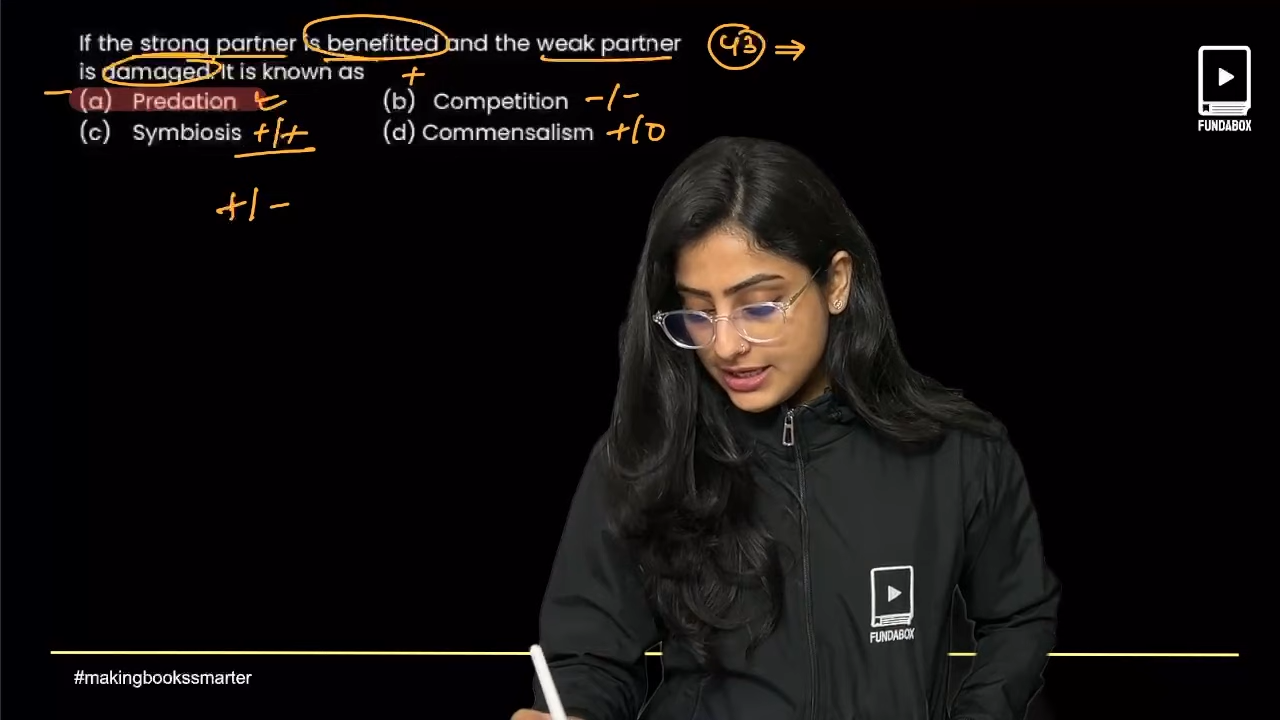 If the strong partner is benefitted and the weak partner 43 ⇒
is damaged. It is known as +
− (a) Predation (b) Competition −/−
(c) Symbiosis +/+ (d) Commensalism +/0
+/−
FUNDABOX
FUNDABOX
#makingbookssmarter